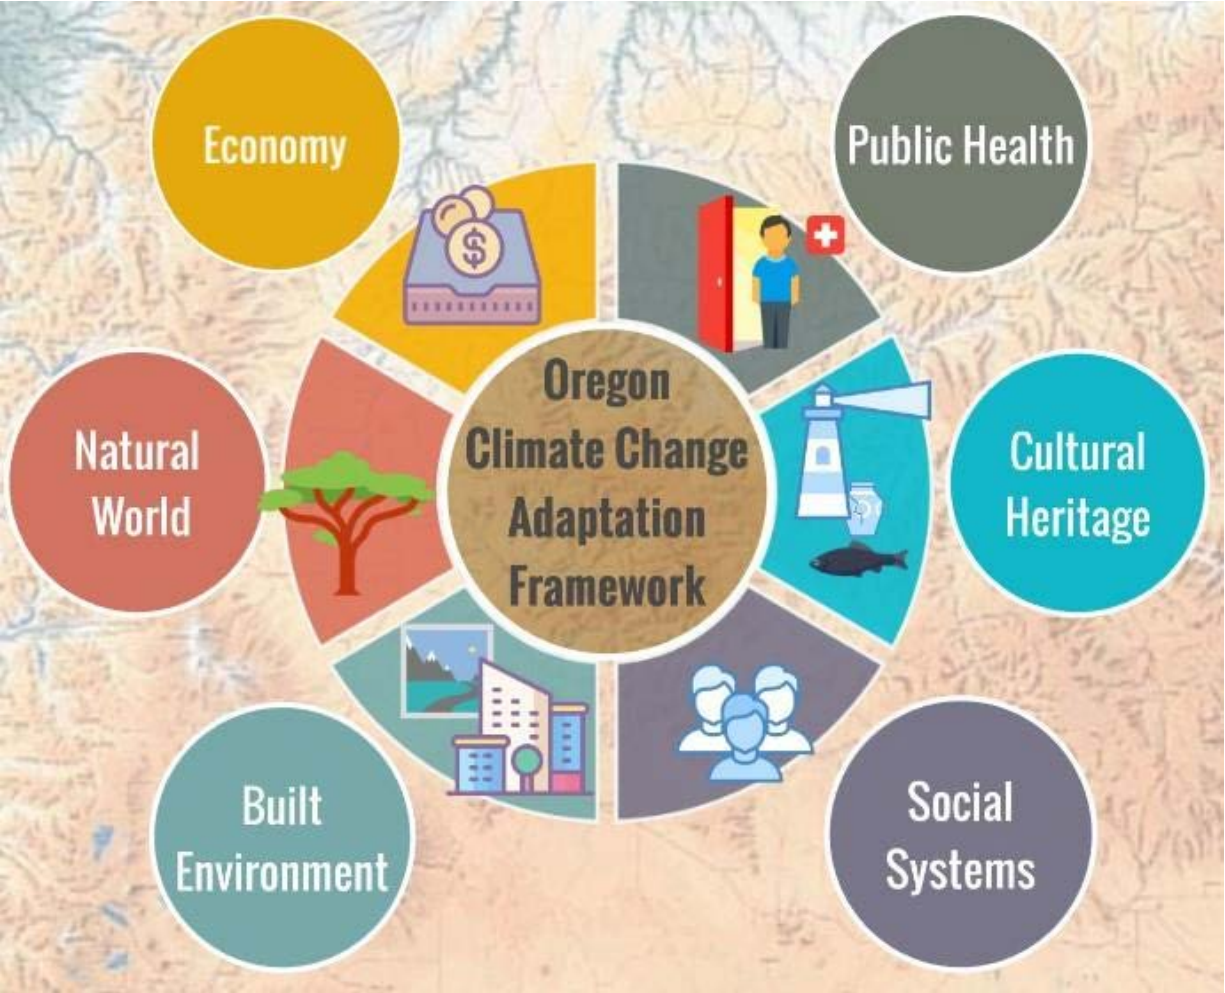 Economy
Public Health
Oregon
Climate Change
Adaptation
Framework
Natural
World
Cultural
Heritage
Built
Environment
Social
Systems
$